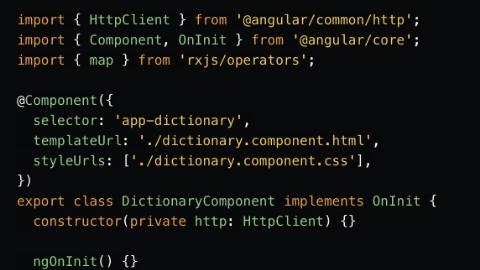 import { HttpClient } from '@angular/common/http';
import { Component, OnInit } from '@angular/core';
import { map } from 'rxjs/operators';

@Component({
  selector: 'app-dictionary',
  templateUrl: './dictionary.component.html',
  styleUrls: ['./dictionary.component.css'],
})
export class DictionaryComponent implements OnInit {
  constructor(private http: HttpClient) {}

  ngOnInit() {}